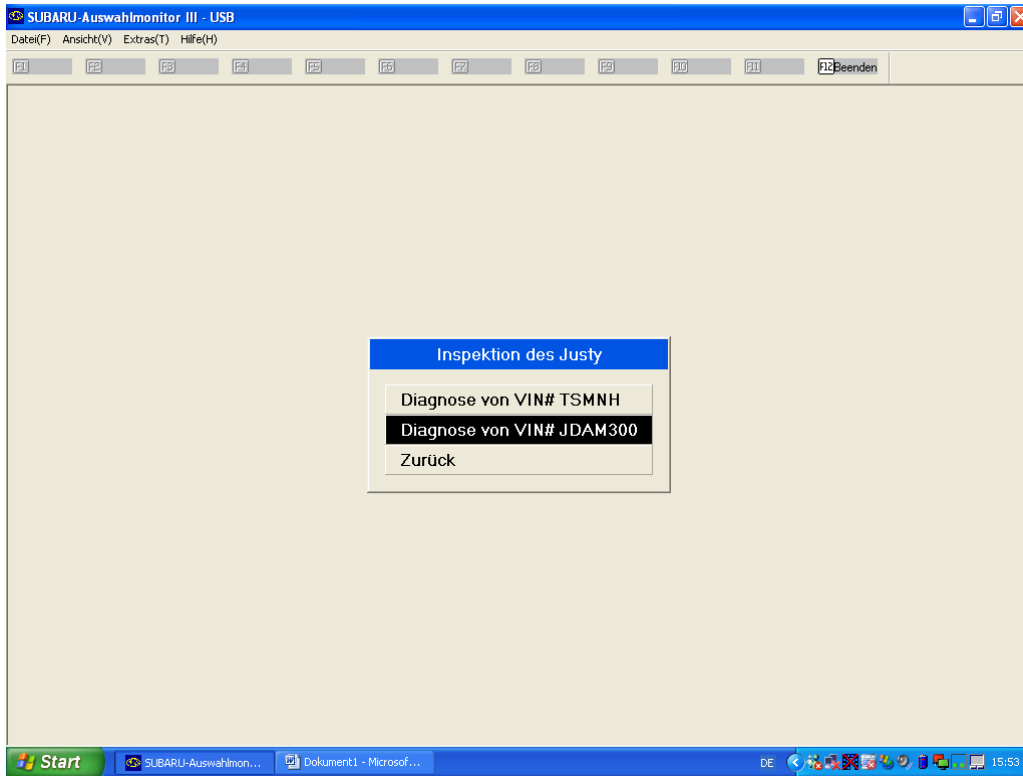 SUBARU-Auswahlmonitor III - USB
Datei(F) Ansicht(V) Extras(T) Hilfe(H)
F1 F2 F3 F4 F5 F6 F7 F8 F9 F10 F11 F12 Beenden
Inspektion des Justy
Diagnose von VIN# TSMNH
Diagnose von VIN# JDAM300
Zurück
Start SUBARU-Auswahlmon... Dokument1 - Microsof... DE 15:53